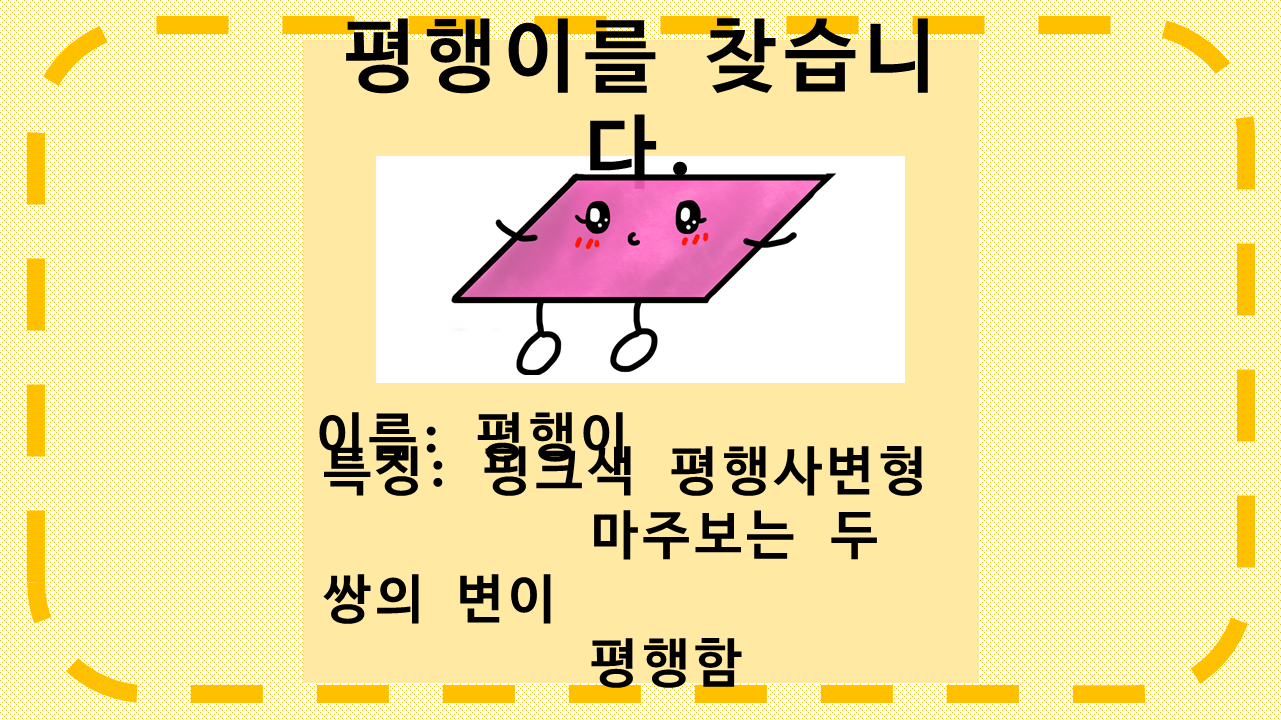 평행이를 찾습니
다.
이름: 평행이
특징: 핑크색 평행사변형
마주보는 두
쌍의 변이
평행함